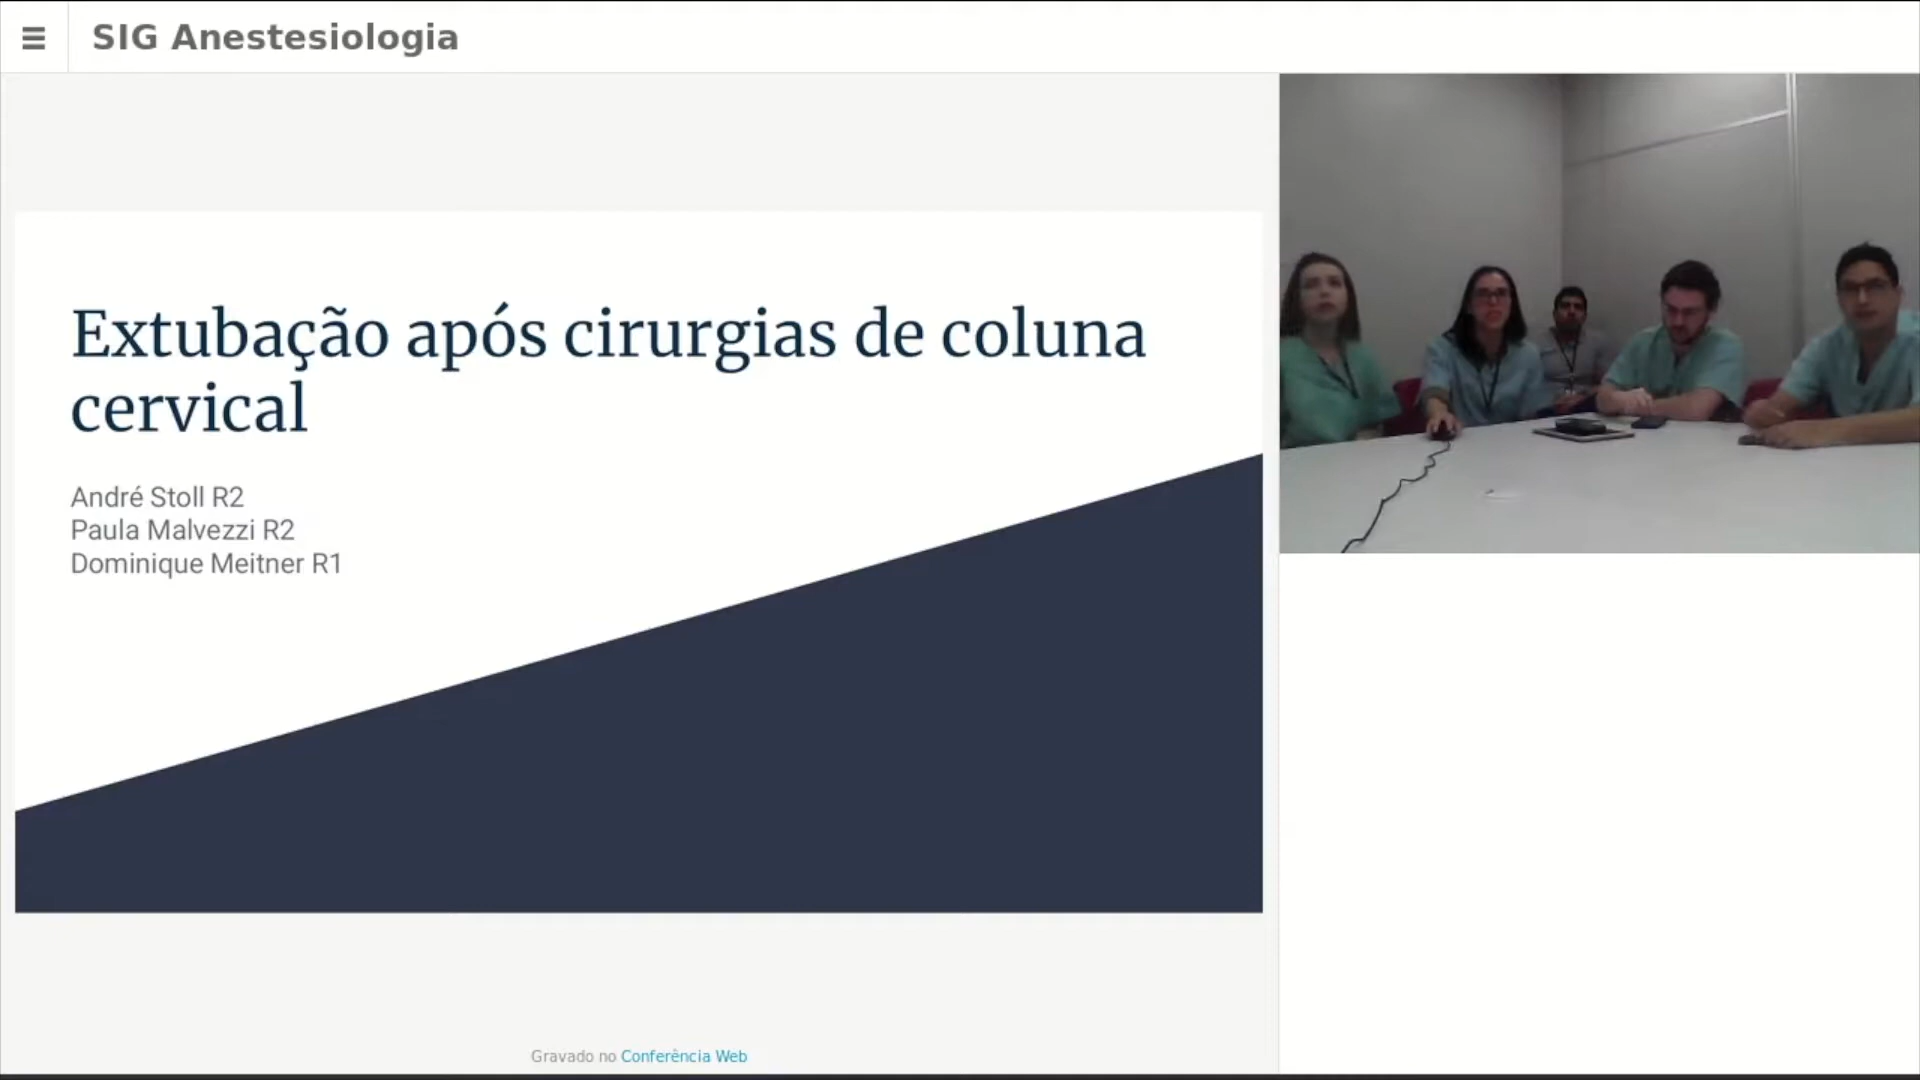 SIG Anestesiologia
Extubação após cirurgias de coluna
cervical
André Stoll R2
Paula Malvezzi R2
Dominique Meitner R1
Gravado no Conferência Web